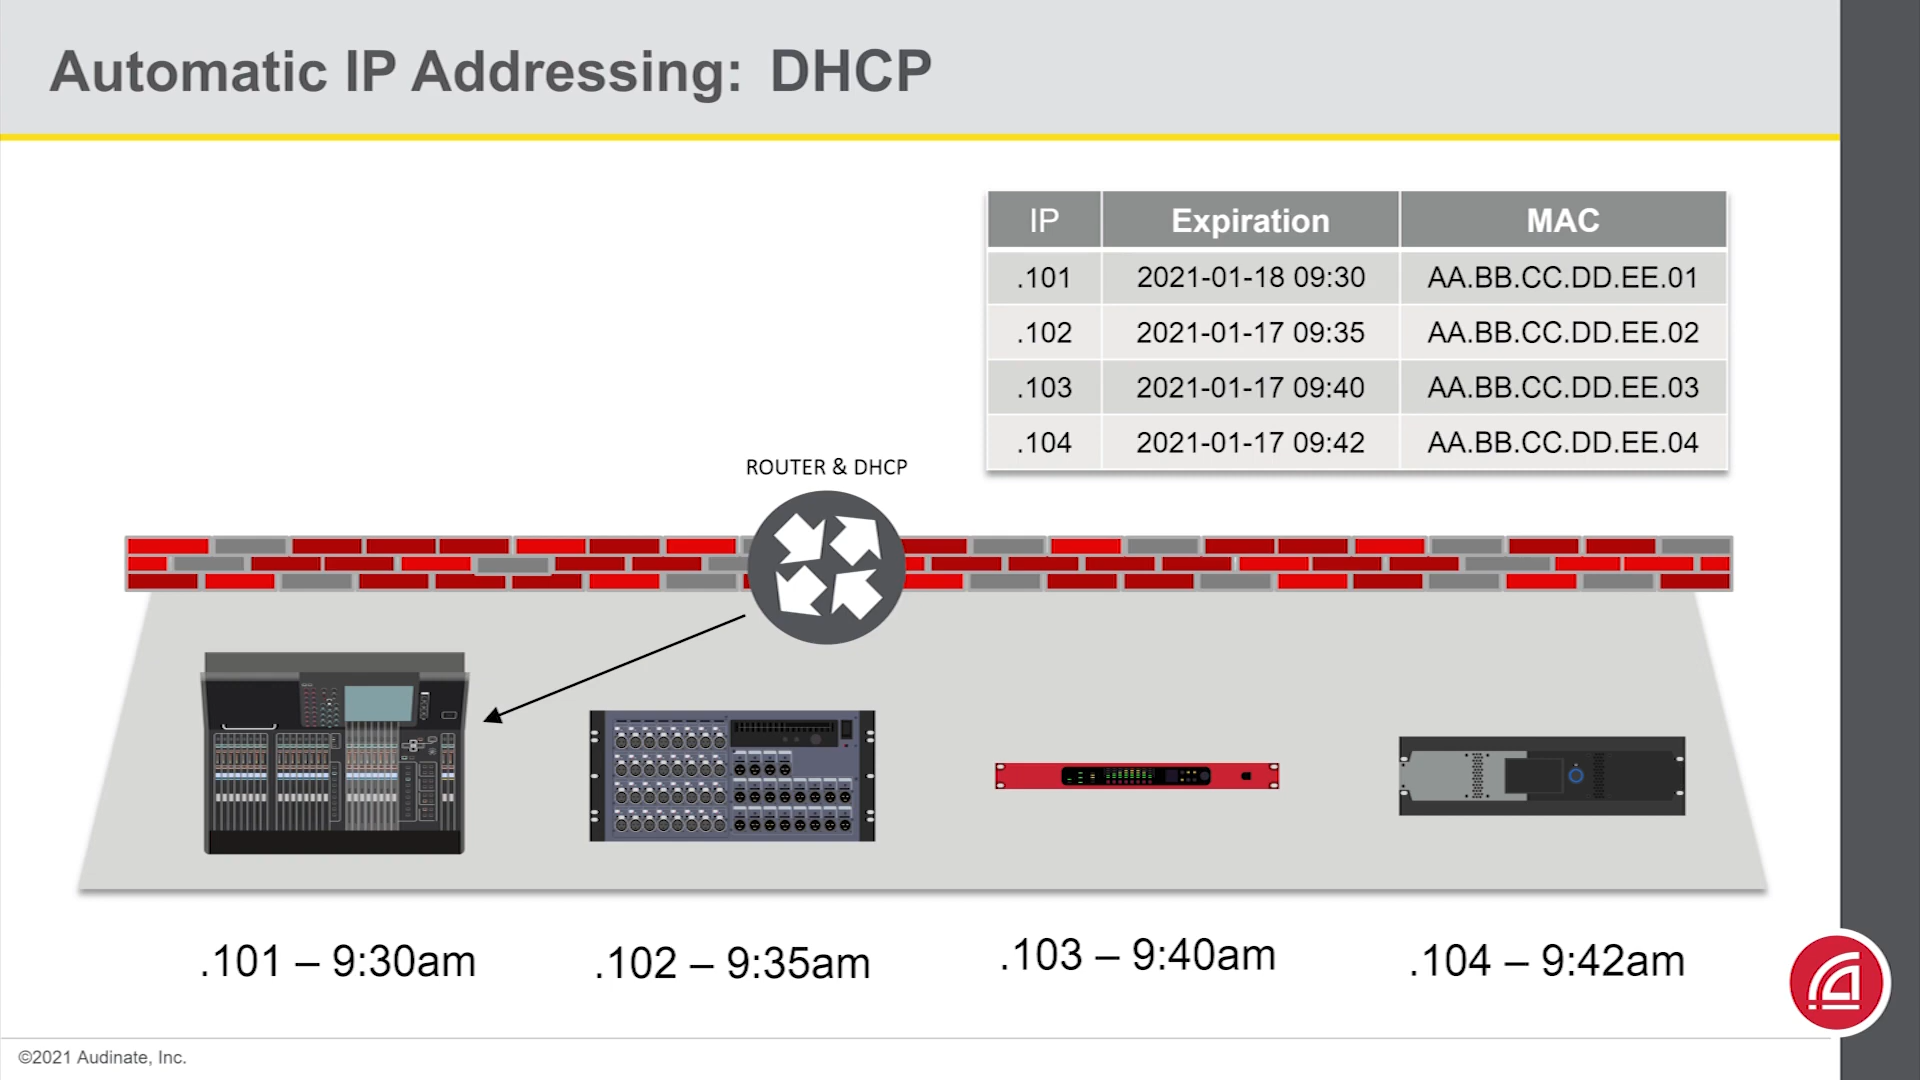 Automatic IP Addressing: DHCP
IP Expiration MAC
.101 2021-01-18 09:30 AA.BB.CC.DD.EE.01
.102 2021-01-17 09:35 AA.BB.CC.DD.EE.02
.103 2021-01-17 09:40 AA.BB.CC.DD.EE.03
.104 2021-01-17 09:42 AA.BB.CC.DD.EE.04
ROUTER & DHCP
.101 – 9:30am
.102 – 9:35am
.103 – 9:40am
.104 – 9:42am
©2021 Audinate, Inc.